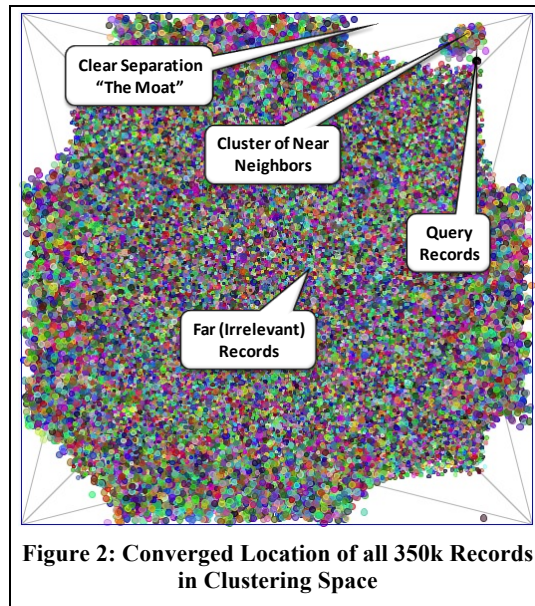 Clear Separation
“The Moat”
Cluster of Near
Neighbors
Query
Records
Far (Irrelevant)
Records
Figure 2: Converged Location of all 350k Records
in Clustering Space